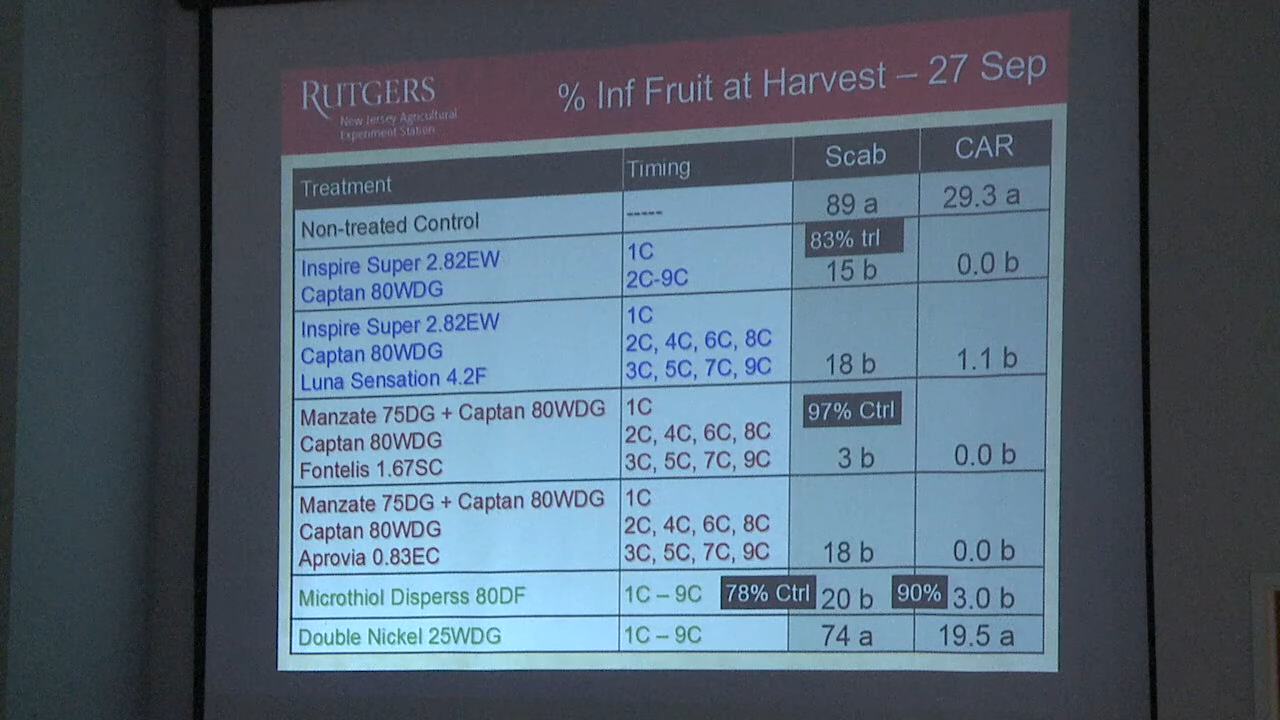 RUTGERS
New Jersey Agricultural
Experiment Station
% Inf Fruit at Harvest – 27 Sep
Treatment Timing Scab CAR
Non-treated Control ----- 89 a 29.3 a
83% trl
Inspire Super 2.82EW 1C
Captan 80WDG 2C-9C 15 b 0.0 b
Inspire Super 2.82EW 1C
Captan 80WDG 2C, 4C, 6C, 8C
Luna Sensation 4.2F 3C, 5C, 7C, 9C 18 b 1.1 b
Manzate 75DG + Captan 80WDG 1C 97% Ctrl
Captan 80WDG 2C, 4C, 6C, 8C
Fontelis 1.67SC 3C, 5C, 7C, 9C 3 b 0.0 b
Manzate 75DG + Captan 80WDG 1C
Captan 80WDG 2C, 4C, 6C, 8C
Aprovia 0.83EC 3C, 5C, 7C, 9C 18 b 0.0 b
Microthiol Disperss 80DF 1C – 9C 78% Ctrl 20 b 90% 3.0 b
Double Nickel 25WDG 1C – 9C 74 a 19.5 a